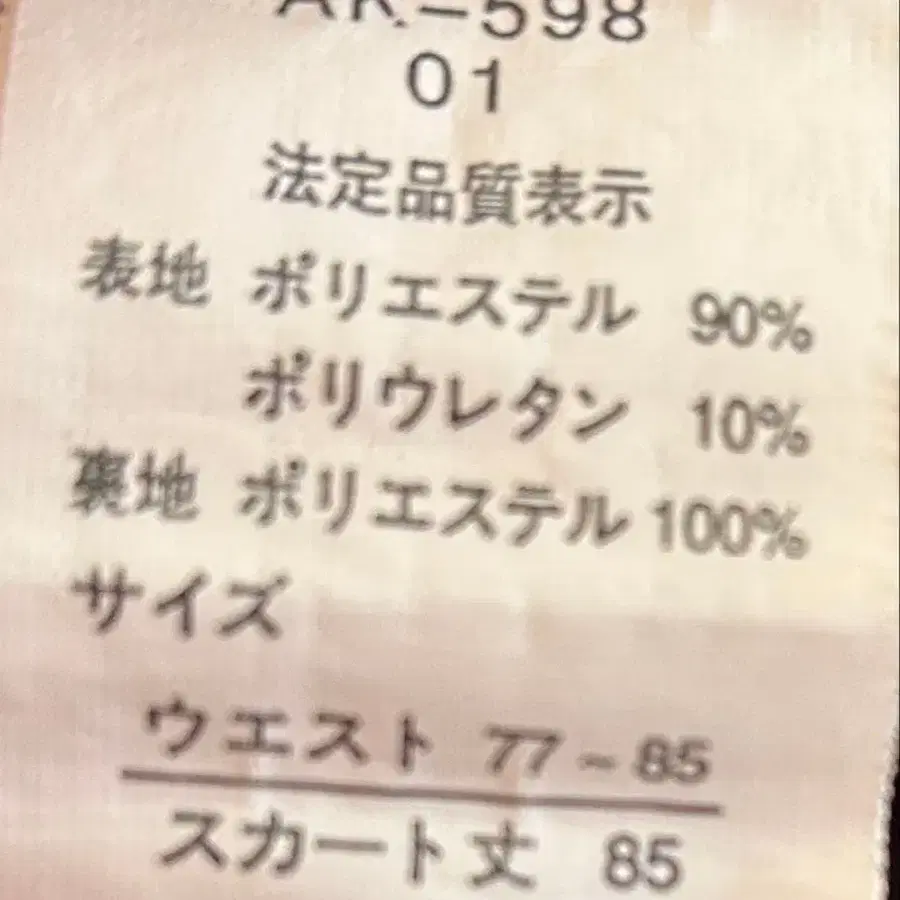 AK-598
01
法定品質表示
表地 ポリエステル 90%
ポリウレタン 10%
裏地 ポリエステル 100%
サイズ
ウエスト 77~85
スカート丈 85